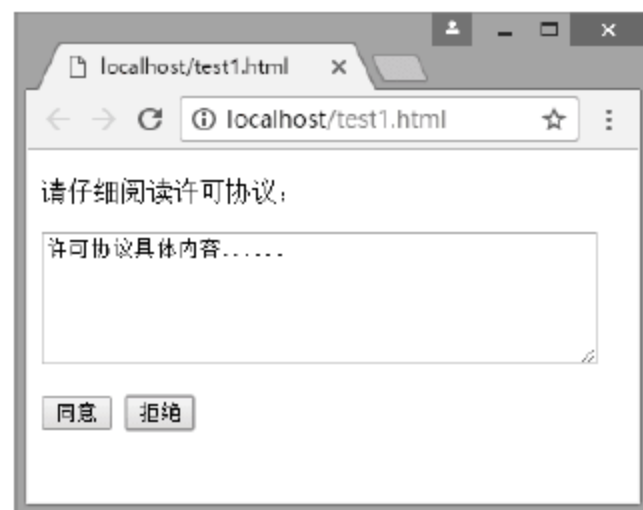 localhost/test1.html
localhost/test1.html
请仔细阅读许可协议：
许可协议具体内容......
同意 拒绝